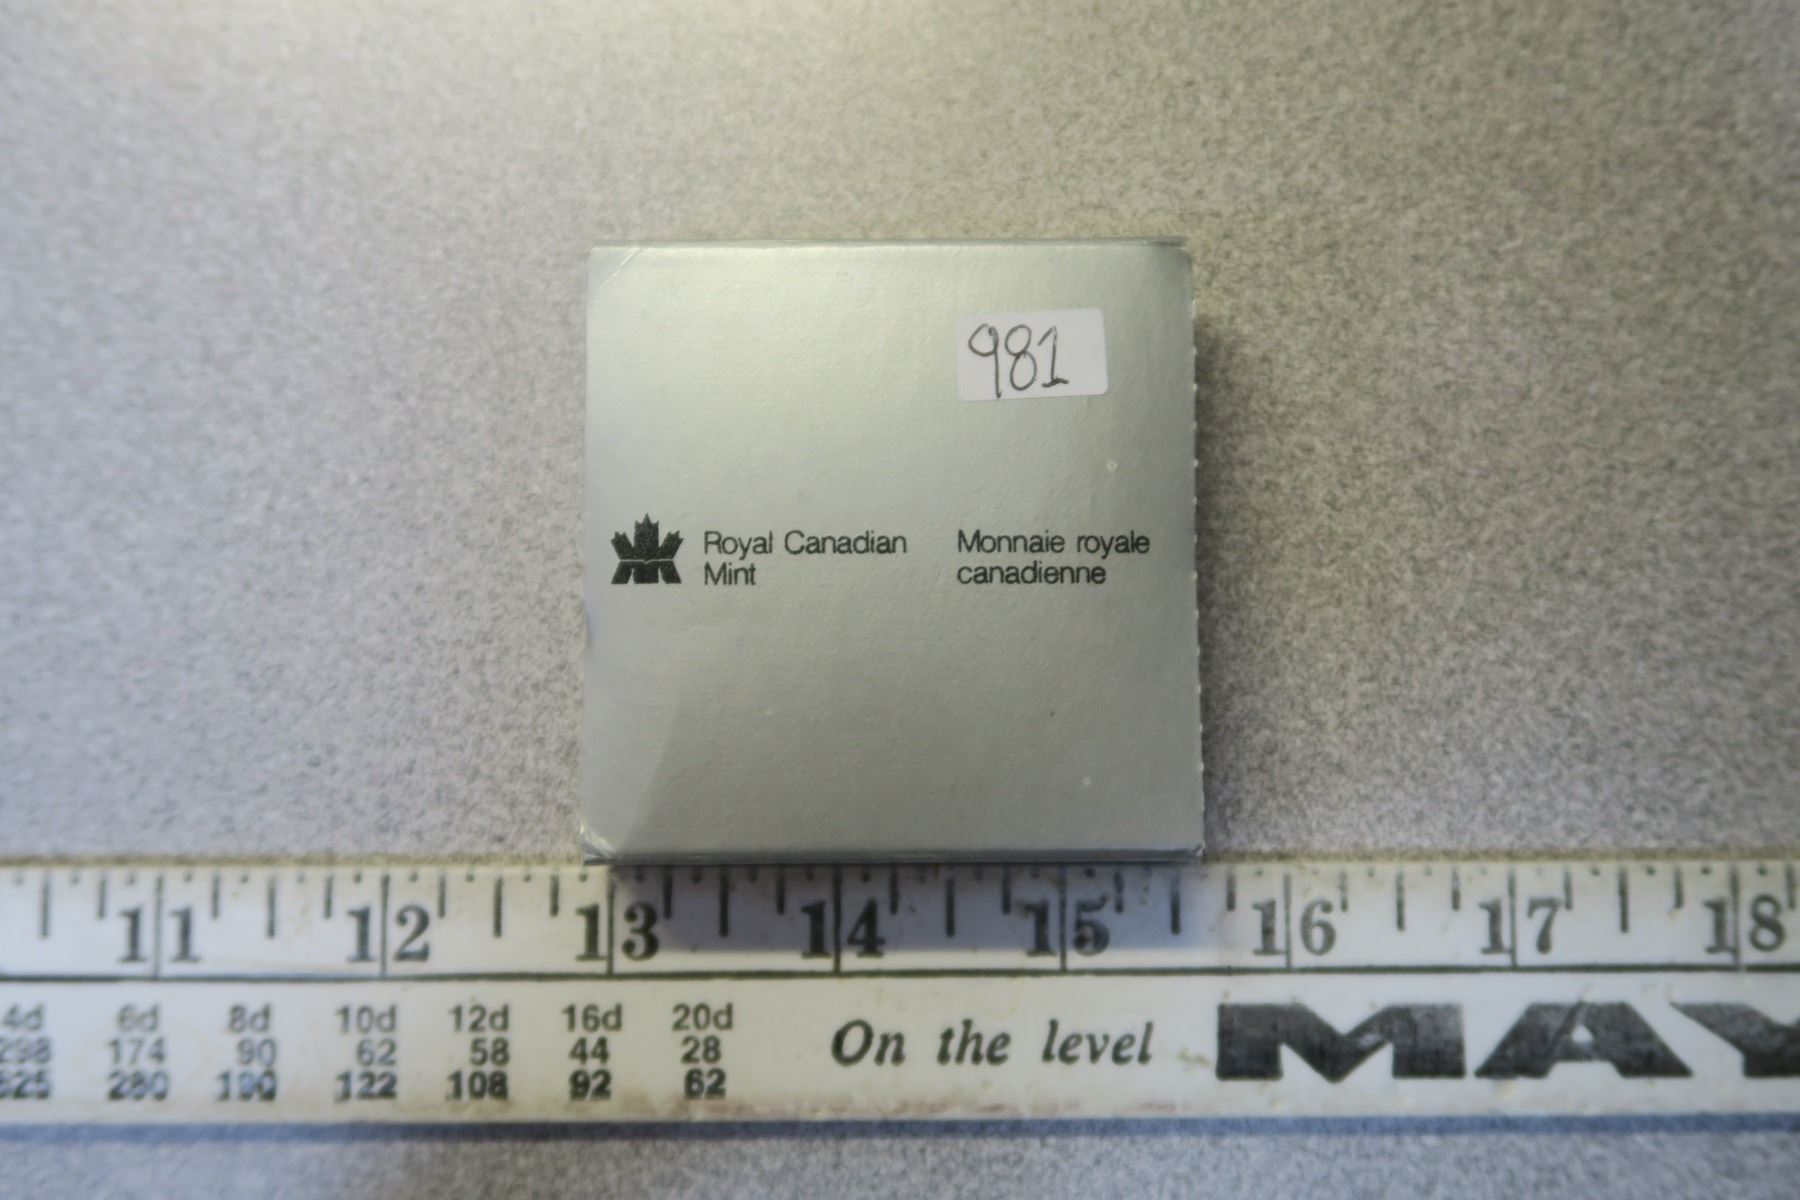 981
Royal Canadian Mint
Monnaie royale canadienne
11 12 13 14 15 16 17 18
4d 6d 8d 10d 12d 16d 20d
298 174 90 62 58 44 28
280 190 122 108 92 62
On the level